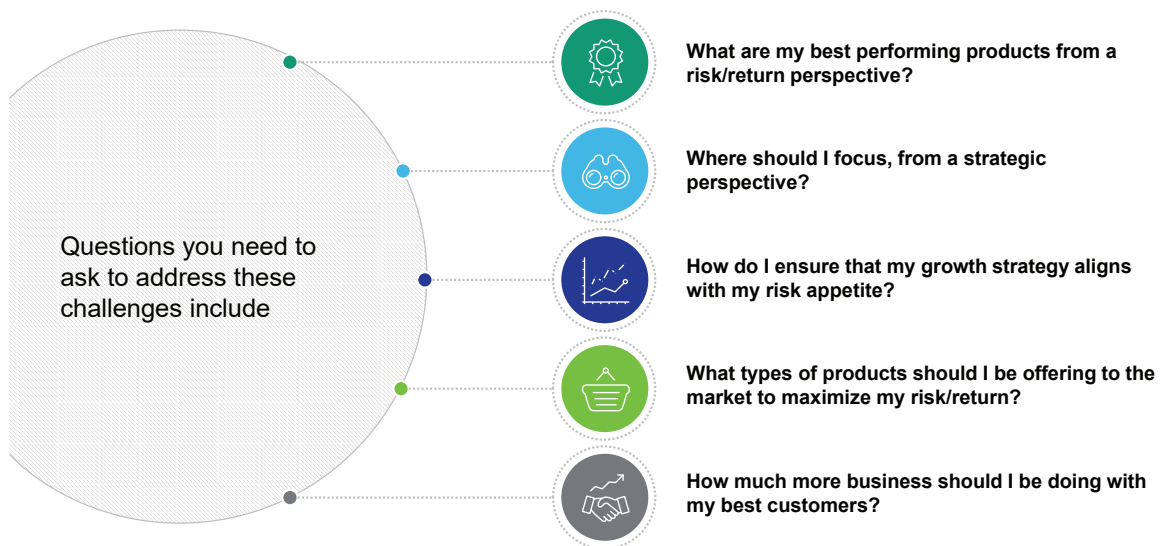 Questions you need to
ask to address these
challenges include
What are my best performing products from a
risk/return perspective?
Where should I focus, from a strategic
perspective?
How do I ensure that my growth strategy aligns
with my risk appetite?
What types of products should I be offering to the
market to maximize my risk/return?
How much more business should I be doing with
my best customers?